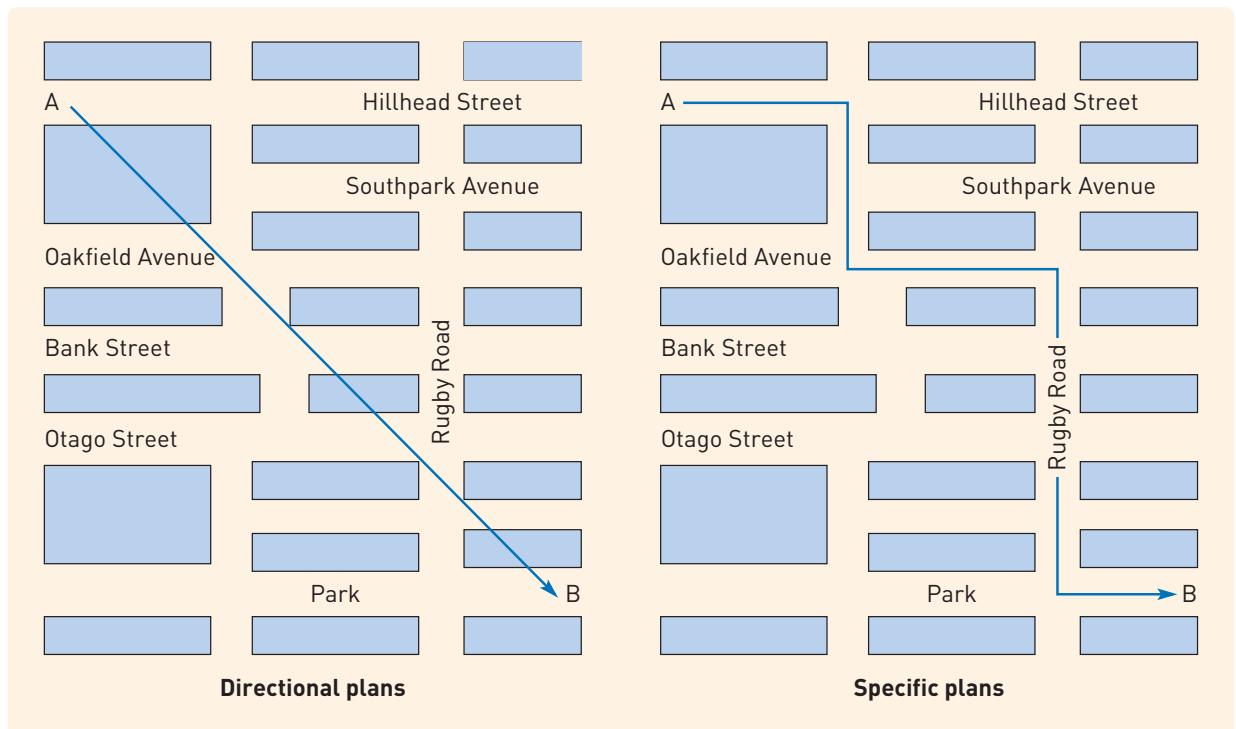 A
Hillhead Street
Southpark Avenue
Oakfield Avenue
Bank Street
Rugby Road
Otago Street
Park
B
Directional plans
A
Hillhead Street
Southpark Avenue
Oakfield Avenue
Bank Street
Rugby Road
Otago Street
Park
B
Specific plans